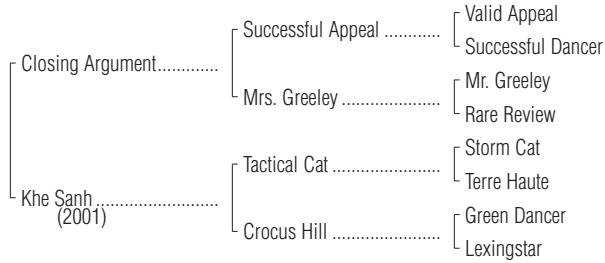 Valid Appeal
Successful Appeal ............
Successful Dancer
Closing Argument.............
Mr. Greeley
Mrs. Greeley ....................
Rare Review
Storm Cat
Tactical Cat ......................
Terre Haute
Khe Sanh .........................
(2001)
Green Dancer
Crocus Hill ......................
Lexingstar